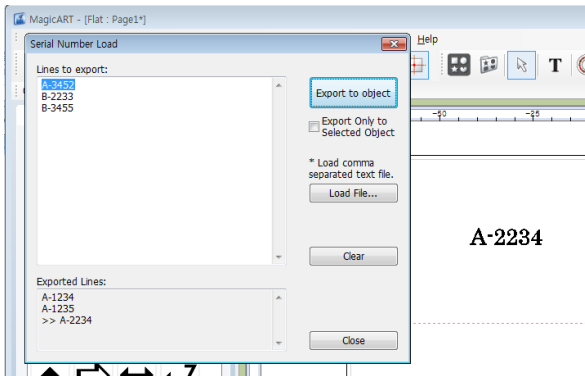 MagicART - [Flat : Page1*]
Serial Number Load
Help
Lines to export:
A-3452
B-2233
B-3455
Export to object
Export Only to
Selected Object
* Load comma
separated text file.
Load File...
Clear
Exported Lines:
A-1234
A-1235
>> A-2234
Close
T
-50
-25
A-2234